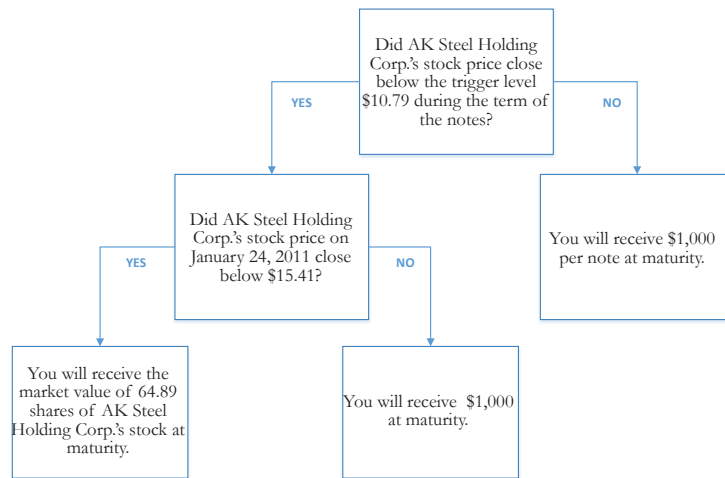 Did AK Steel Holding
Corp.'s stock price close
below the trigger level
$10.79 during the term of
the notes?
YES
NO
Did AK Steel Holding
Corp.'s stock price on
January 24, 2011 close
below $15.41?
You will receive $1,000
per note at maturity.
YES
NO
You will receive the
market value of 64.89
shares of AK Steel
Holding Corp.'s stock at
maturity.
You will receive $1,000
at maturity.